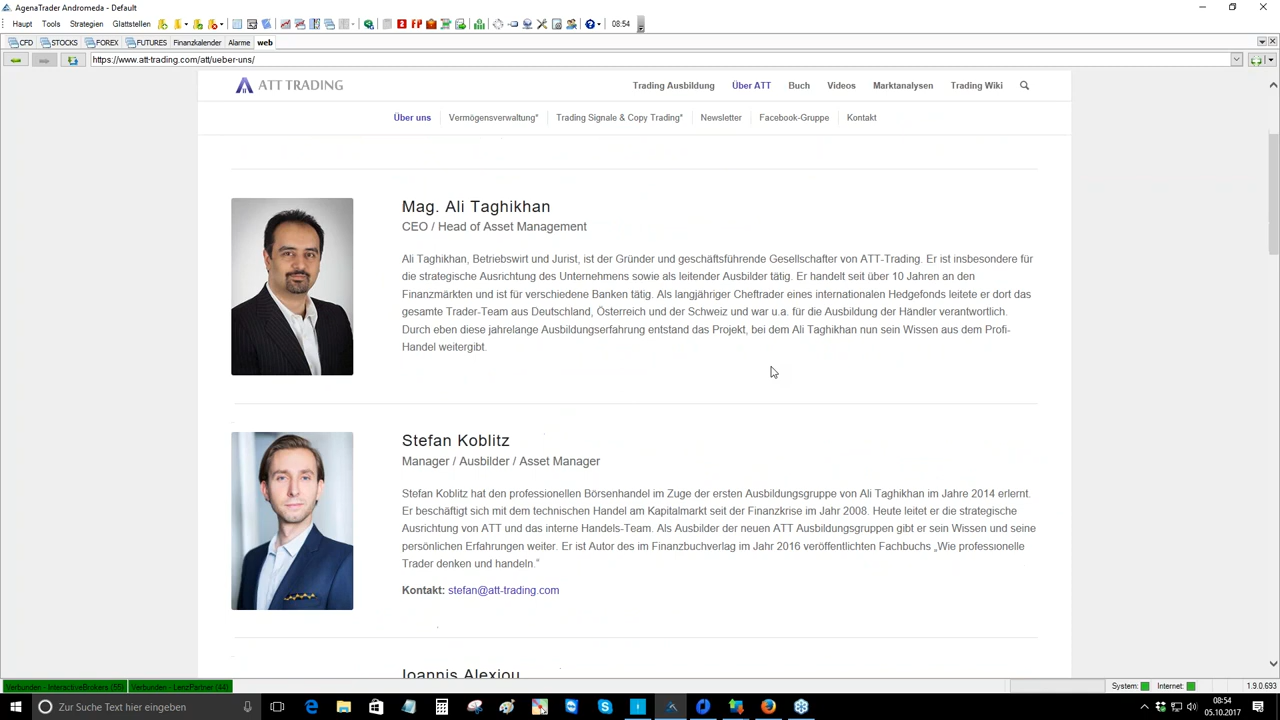 AgenaTrader Andromeda - Default
Haupt Tools Strategien Glattstellen 08:54
CFD STOCKS FOREX FUTURES Finanzkalender Alarme web
https://www.att-trading.com/att/ueber-uns/
ATT TRADING
Trading Ausbildung Über ATT Buch Videos Marktanalysen Trading Wiki
Über uns Vermögensverwaltung* Trading Signale & Copy Trading* Newsletter Facebook-Gruppe Kontakt
Mag. Ali Taghikhan
CEO / Head of Asset Management
Ali Taghikhan, Betriebswirt und Jurist, ist der Gründer und geschäftsführende Gesellschafter von ATT-Trading. Er ist insbesondere für
die strategische Ausrichtung des Unternehmens sowie als leitender Ausbilder tätig. Er handelt seit über 10 Jahren an den
Finanzmärkten und ist für verschiedene Banken tätig. Als langjähriger Cheftrader eines internationalen Hedgefonds leitete er dort das
gesamte Trader-Team aus Deutschland, Österreich und der Schweiz und war u.a. für die Ausbildung der Händler verantwortlich.
Durch eben diese jahrelange Ausbildungserfahrung entstand das Projekt, bei dem Ali Taghikhan nun sein Wissen aus dem Profi-
Handel weitergibt.
Stefan Koblitz
Manager / Ausbilder / Asset Manager
Stefan Koblitz hat den professionellen Börsenhandel im Zuge der ersten Ausbildungsgruppe von Ali Taghikhan im Jahre 2014 erlernt.
Er beschäftigt sich mit dem technischen Handel am Kapitalmarkt seit der Finanzkrise im Jahr 2008. Heute leitet er die strategische
Ausrichtung von ATT und das interne Handels-Team. Als Ausbilder der neuen ATT Ausbildungsgruppen gibt er sein Wissen und seine
persönlichen Erfahrungen weiter. Er ist Autor des im Finanzbuchverlag im Jahr 2016 veröffentlichten Fachbuchs „Wie professionelle
Trader denken und handeln.“
Kontakt: stefan@att-trading.com
Ioannis Alexiou
Verbunden - InteractiveBrokers (55) Verbunden - LenzPartner (44) System: Internet: 1.9.0.693
Zur Suche Text hier eingeben 08:54
05.10.2017